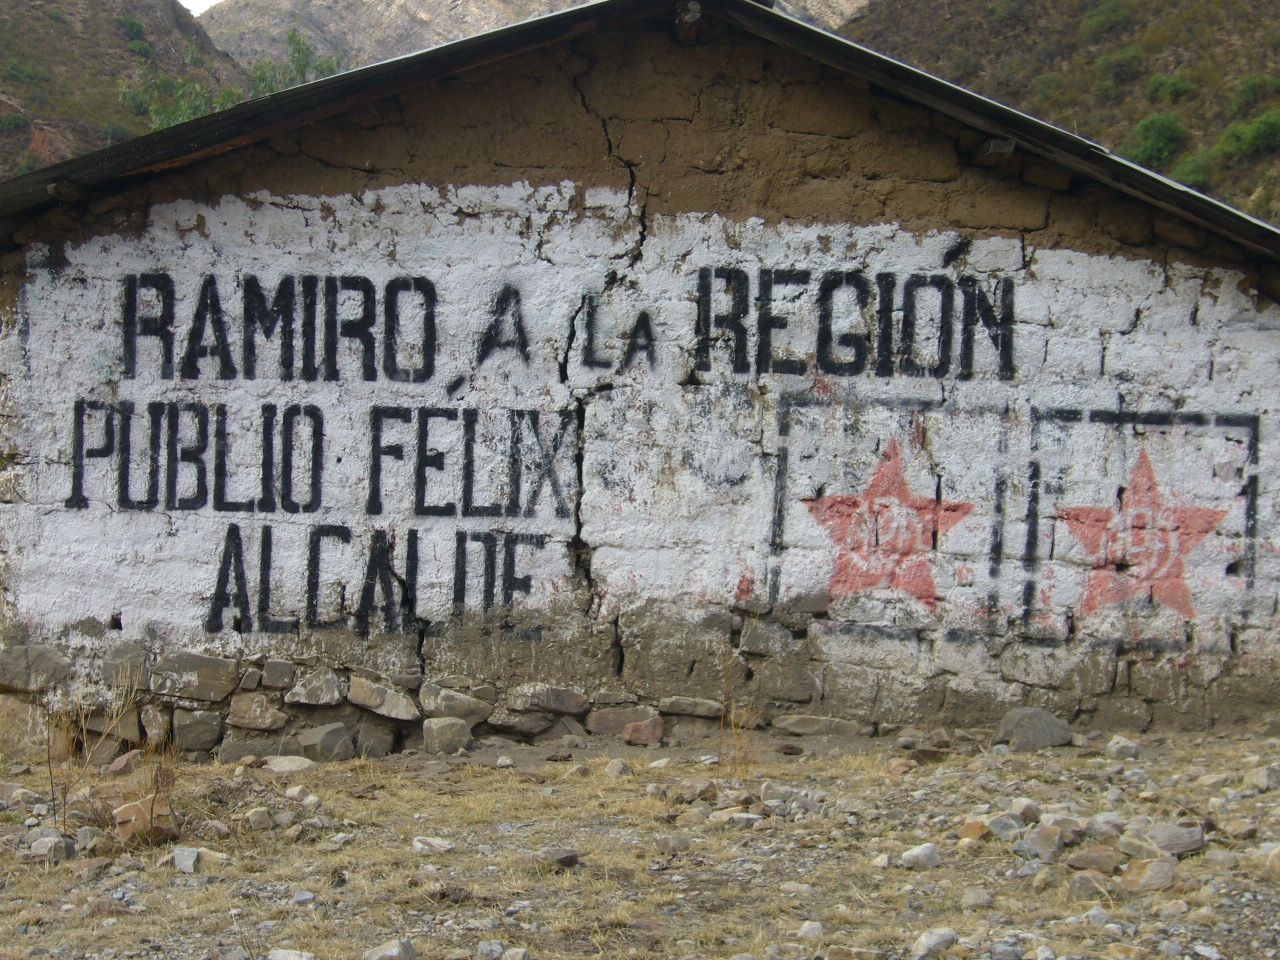 RAMIRO, A LA REGIÓN
PUBLIO FÉLIX
ALCALDE